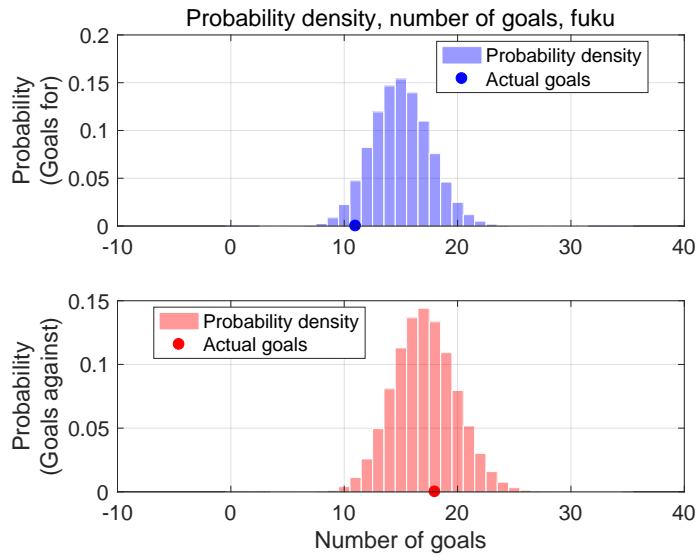 Probability density, number of goals, fuku
Probability
(Goals for)
0.2
0.15
0.1
0.05
0
-10 0 10 20 30 40
Probability density
Actual goals
Probability
(Goals against)
0.15
0.1
0.05
0
-10 0 10 20 30 40
Probability density
Actual goals
Number of goals